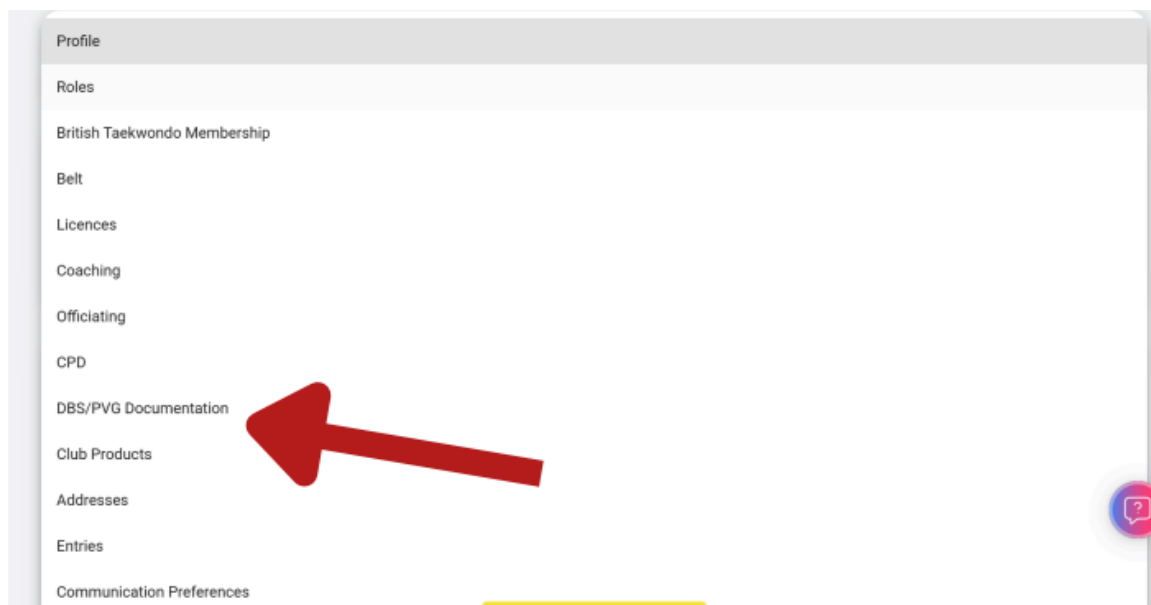 Profile
Roles
British Taekwondo Membership
Belt
Licences
Coaching
Officiating
CPD
DBS/PVG Documentation
Club Products
Addresses
Entries
Communication Preferences
?